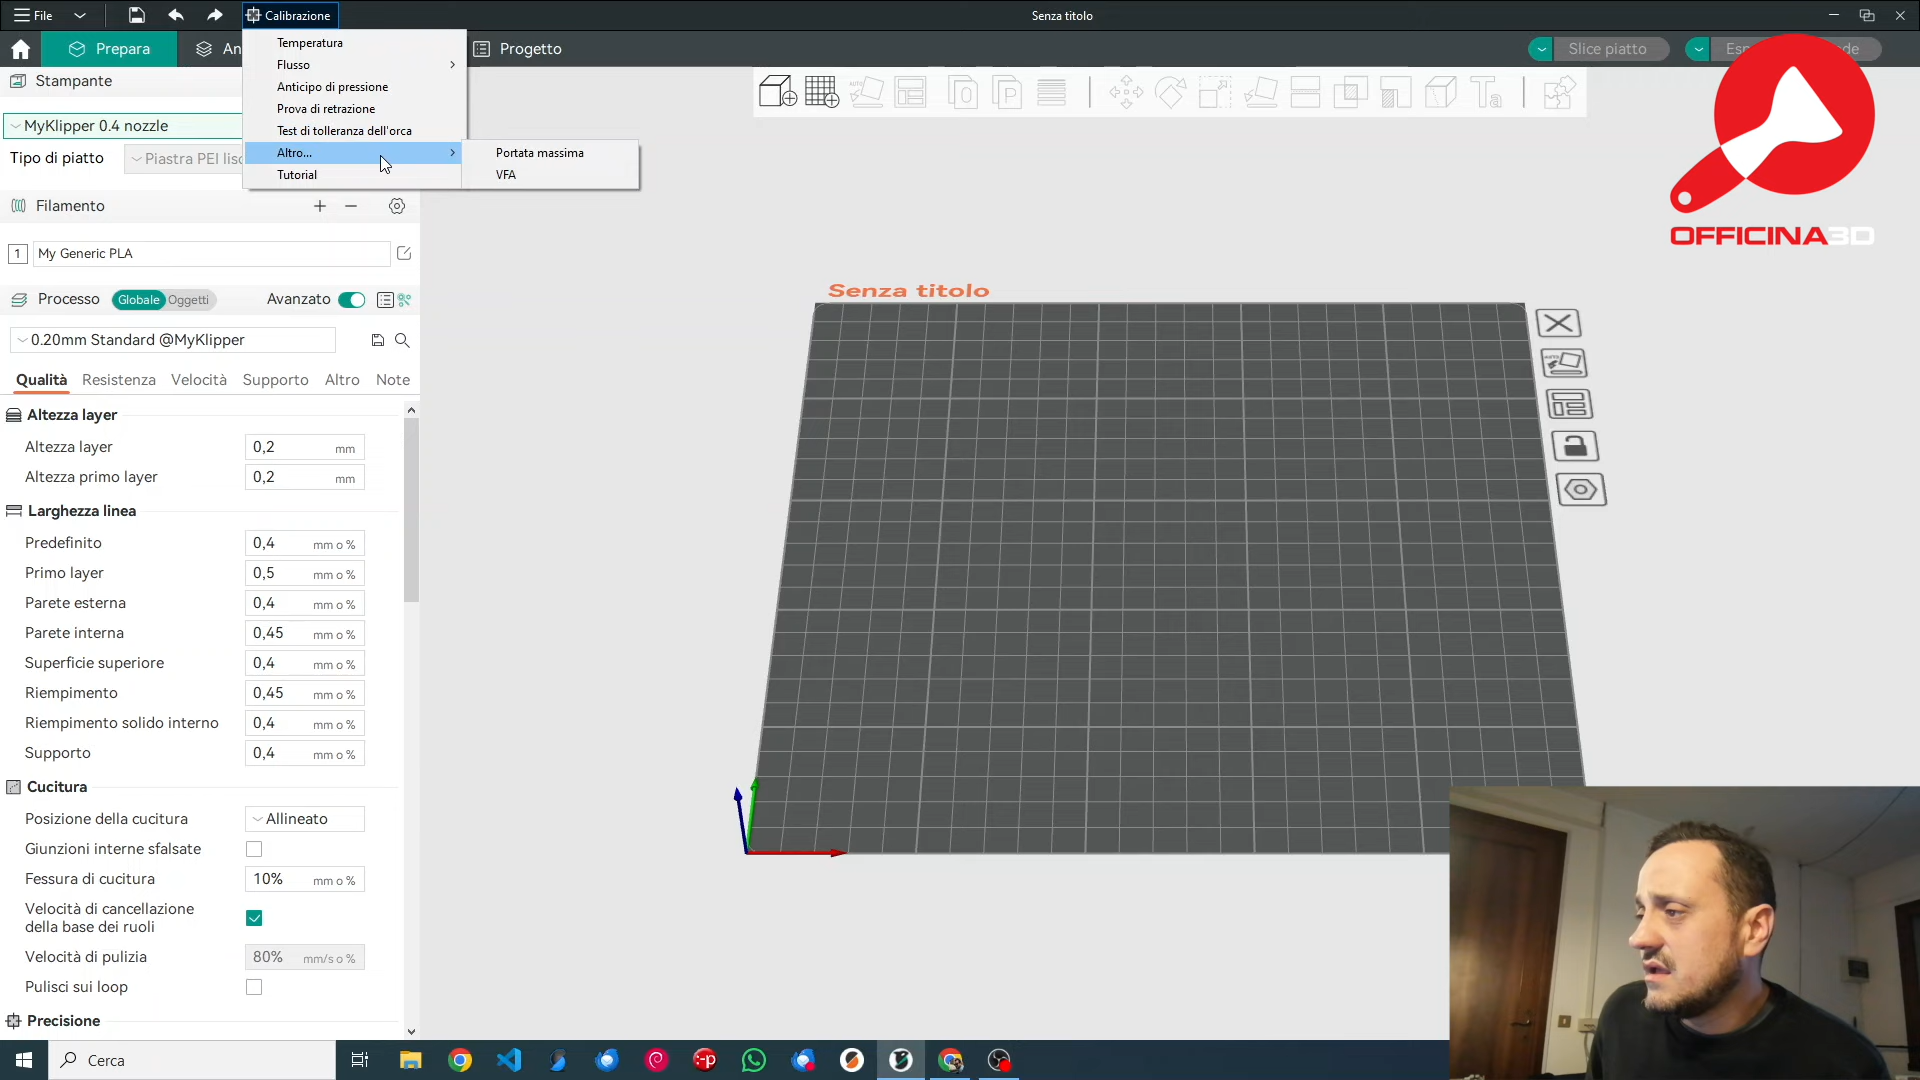 File
Calibrazione
Senza titolo
Prepara
An
Progetto
Slice piatto
Temperatura
Flusso
Anticipo di pressione
Prova di retrazione
Test di tolleranza dell'orca
Altro...
Tutorial
Portata massima
VFA
Stampante
MyKlipper 0.4 nozzle
Tipo di piatto
Piastra PEI lisc
Filamento
1
My Generic PLA
Processo
Globale
Oggetti
Avanzato
0.20mm Standard @MyKlipper
Qualità
Resistenza
Velocità
Supporto
Altro
Note
Altezza layer
Altezza layer 0,2 mm
Altezza primo layer 0,2 mm
Larghezza linea
Predefinito 0,4 mm o %
Primo layer 0,5 mm o %
Parete esterna 0,4 mm o %
Parete interna 0,45 mm o %
Superficie superiore 0,4 mm o %
Riempimento 0,45 mm o %
Riempimento solido interno 0,4 mm o %
Supporto 0,4 mm o %
Cucitura
Posizione della cucitura Allineato
Giunzioni interne sfalsate
Fessura di cucitura 10% mm o %
Velocità di cancellazione
della base dei ruoli
Velocità di pulizia 80% mm/s o %
Pulisci sui loop
Precisione
Senza titolo
OFFICINA3D
Cerca